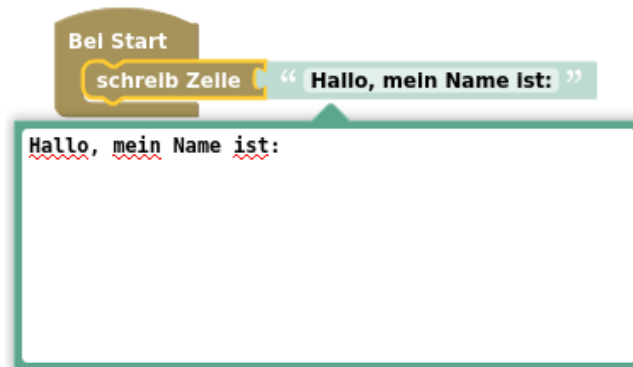 Bei Start
schreib Zeile “ Hallo, mein Name ist: ”
Hallo, mein Name ist: